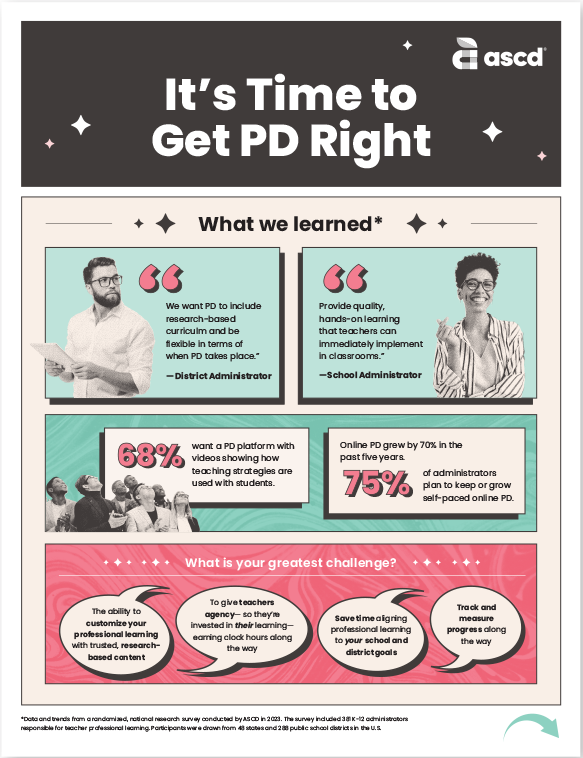 ascd
It's Time to
Get PD Right
What we learned*
We want PD to include
research-based
curriculm and be
flexible in terms of
when PD takes place."
—District Administrator
Provide quality,
hands-on learning
that teachers can
immediately implement
in classrooms."
—School Administrator
68%
want a PD platform with
videos showing how
teaching strategies are
used with students.
Online PD grew by 70% in the
past five years.
75%
of administrators
plan to keep or grow
self-paced online PD.
What is your greatest challenge?
The ability to
customize your
professional learning
with trusted, research-
based content
To give teachers
agency— so they're
invested in their learning—
earning clock hours along
the way
Save time aligning
professional learning
to your school and
district goals
Track and
measure
progress along
the way
*Data and trends from a randomized, national research survey conducted by ASCD in 2023. The survey included 381 K–12 administrators
responsible for teacher professional learning. Participants were drawn from 48 states and 288 public school districts in the U.S.